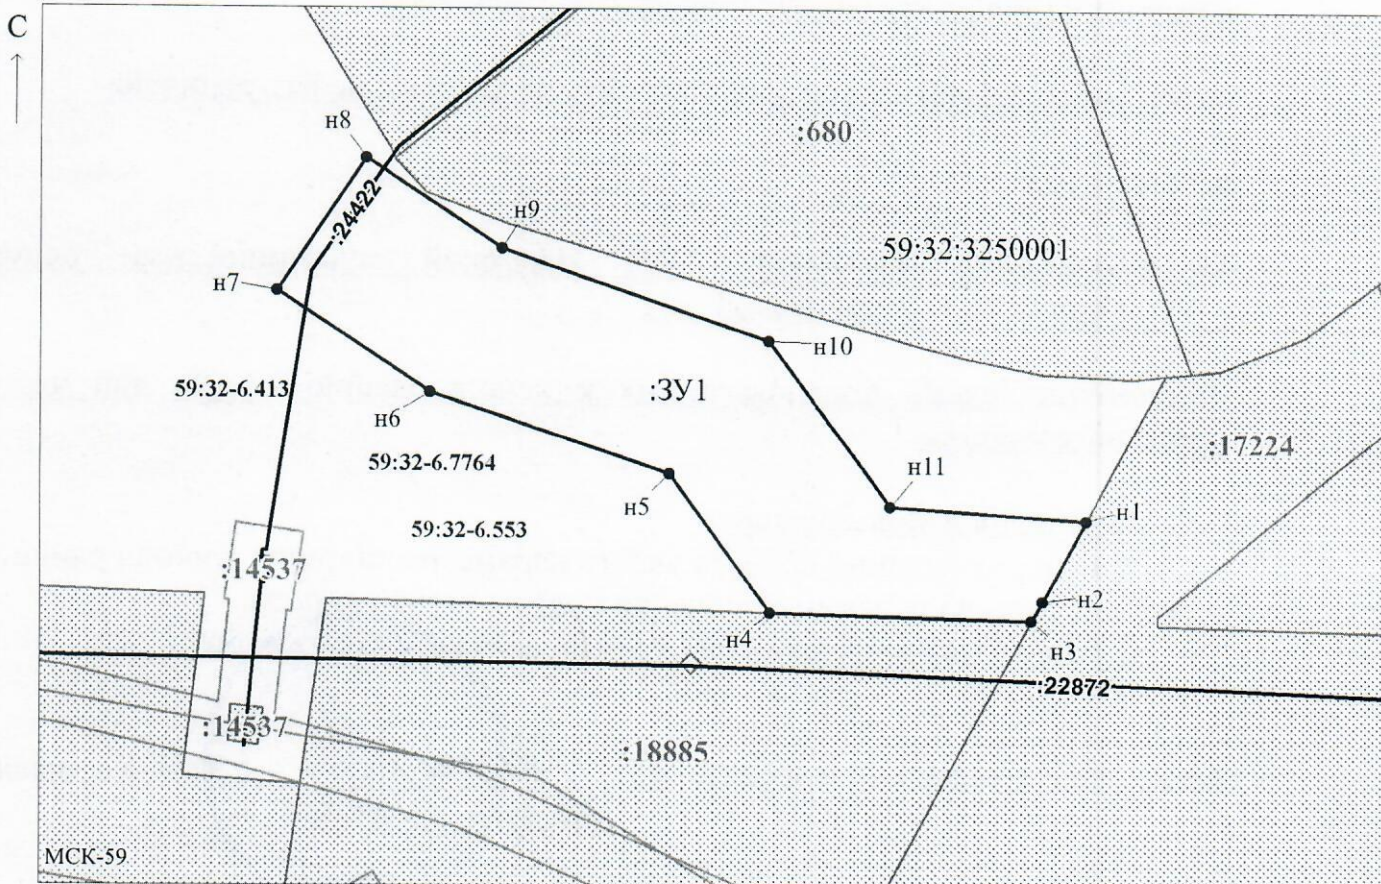 С
н8
:680
:24422
н9
59:32:3250001
н7
н10
59:32-6.413
:ЗУ1
н6
:17224
59:32-6.7764
н11
н5
н1
59:32-6.553
:14537
н2
н4
н3
:22872
:14537
:18885
МСК-59